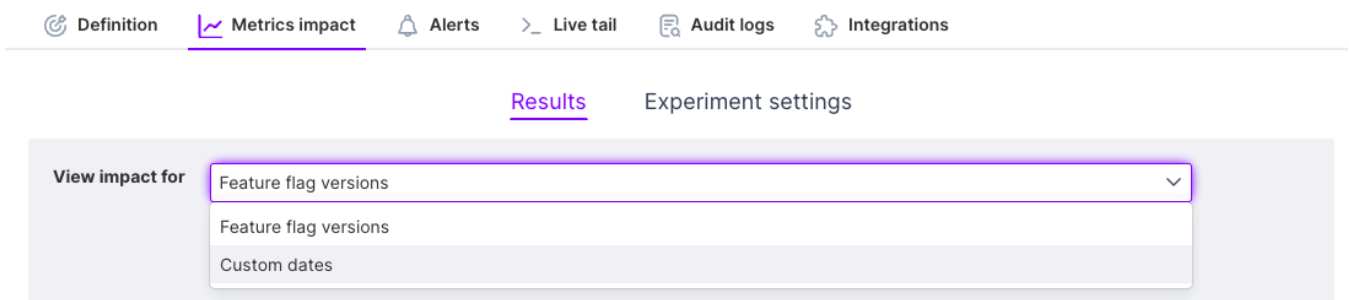 Definition Metrics impact Alerts >_ Live tail Audit logs Integrations
Results Experiment settings
View impact for Feature flag versions
Feature flag versions
Custom dates